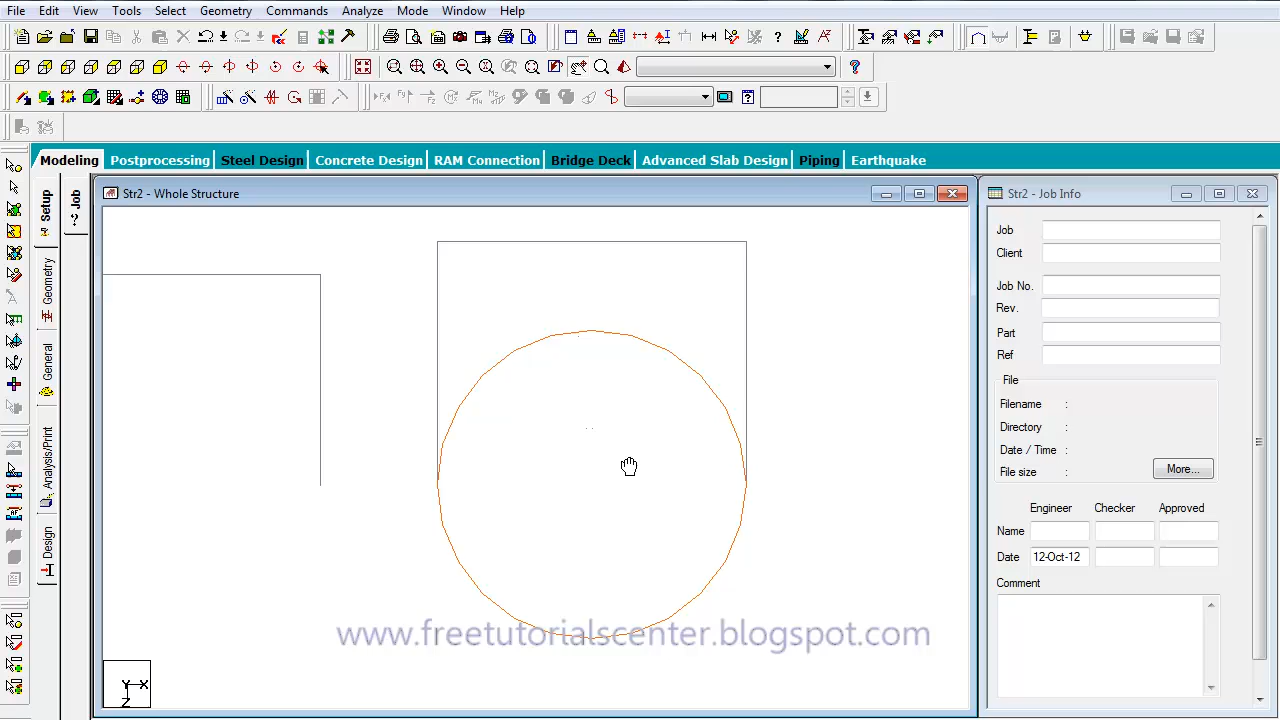 File Edit View Tools Select Geometry Commands Analyze Mode Window Help
Modeling Postprocessing Steel Design Concrete Design RAM Connection Bridge Deck Advanced Slab Design Piping Earthquake
Setup
Geometry
General
Analysis/Print
Design
Job
Str2 - Whole Structure
www.freetutorialscenter.blogspot.com
Y X
Z
Str2 - Job Info
Job
Client
Job No.
Rev.
Part
Ref
File
Filename :
Directory :
Date / Time :
File size : More...
Engineer Checker Approved
Name
Date 12-Oct-12
Comment